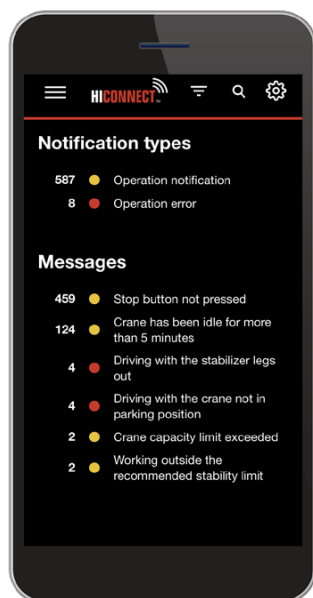 HICONNECT
Notification types
587 Operation notification
8 Operation error
Messages
459 Stop button not pressed
124 Crane has been idle for more
than 5 minutes
4 Driving with the stabilizer legs
out
4 Driving with the crane not in
parking position
2 Crane capacity limit exceeded
2 Working outside the
recommended stability limit